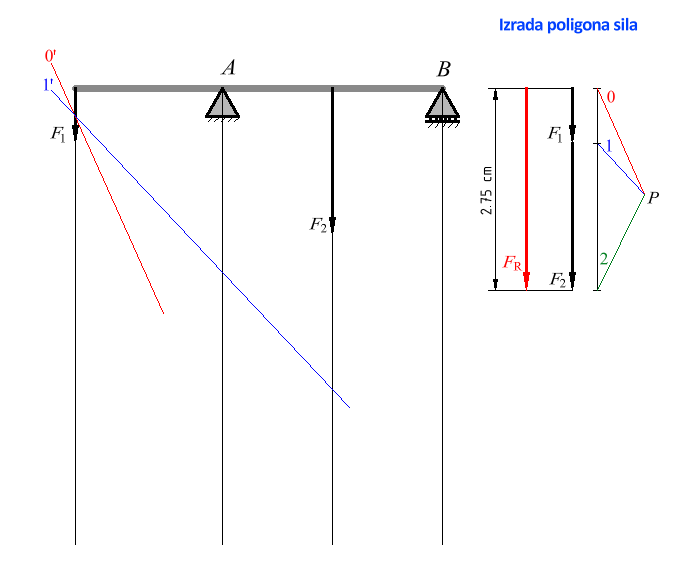 Izrada poligona sila
0'
1'
A
B
F1
F2
2.75 cm
FR
F1
F2
0
1
2
P